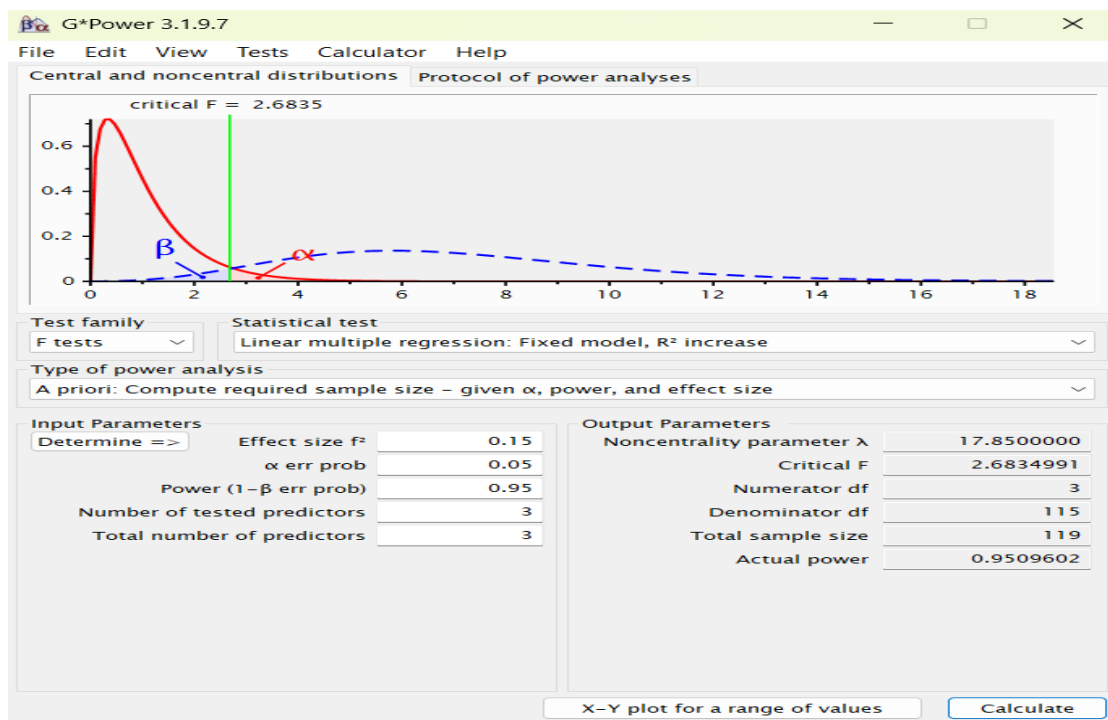 βα G*Power 3.1.9.7
File Edit View Tests Calculator Help
Central and noncentral distributions Protocol of power analyses
critical F = 2.6835
0.6
0.4
0.2
0
β
α
0 2 4 6 8 10 12 14 16 18
Test family Statistical test
F tests Linear multiple regression: Fixed model, R² increase
Type of power analysis
A priori: Compute required sample size – given α, power, and effect size
Input Parameters Output Parameters
Determine => Effect size f² 0.15 Noncentrality parameter λ 17.8500000
α err prob 0.05 Critical F 2.6834991
Power (1–β err prob) 0.95 Numerator df 3
Number of tested predictors 3 Denominator df 115
Total number of predictors 3 Total sample size 119
Actual power 0.9509602
X–Y plot for a range of values Calculate